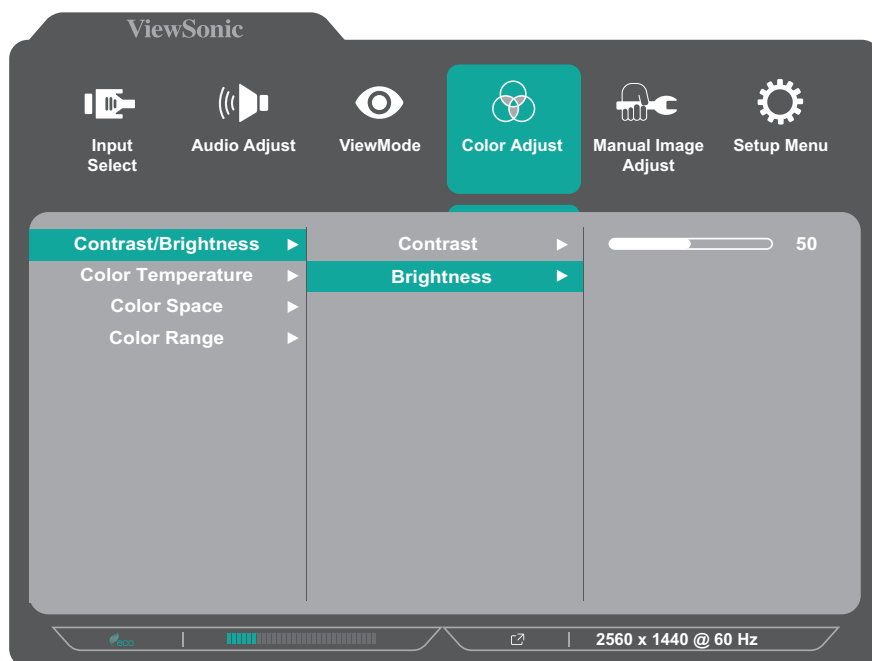 ViewSonic
Input Select
Audio Adjust
ViewMode
Color Adjust
Manual Image Adjust
Setup Menu
Contrast/Brightness
Contrast
50
Color Temperature
Brightness
Color Space
Color Range
eco
2560 x 1440 @ 60 Hz